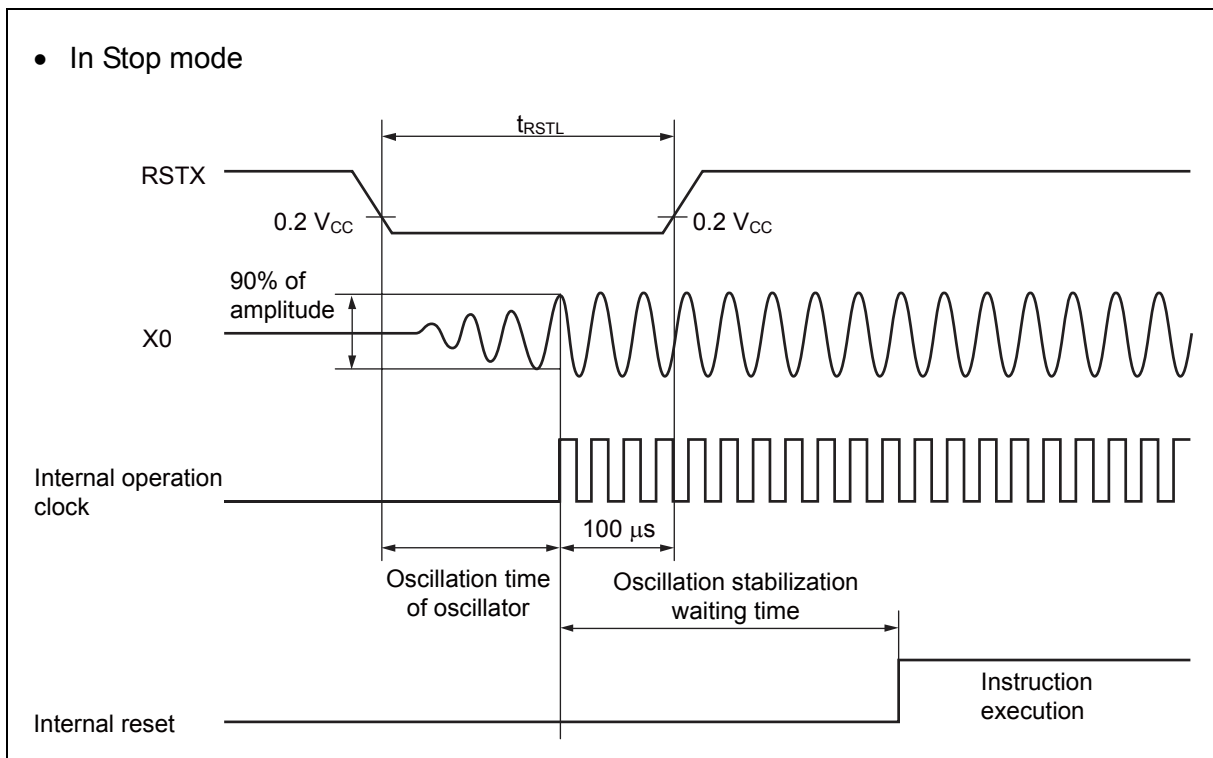 • In Stop mode
tRSTL
RSTX
0.2 VCC
0.2 VCC
90% of
amplitude
X0
Internal operation
clock
100 μs
Oscillation time
of oscillator
Oscillation stabilization
waiting time
Instruction
execution
Internal reset